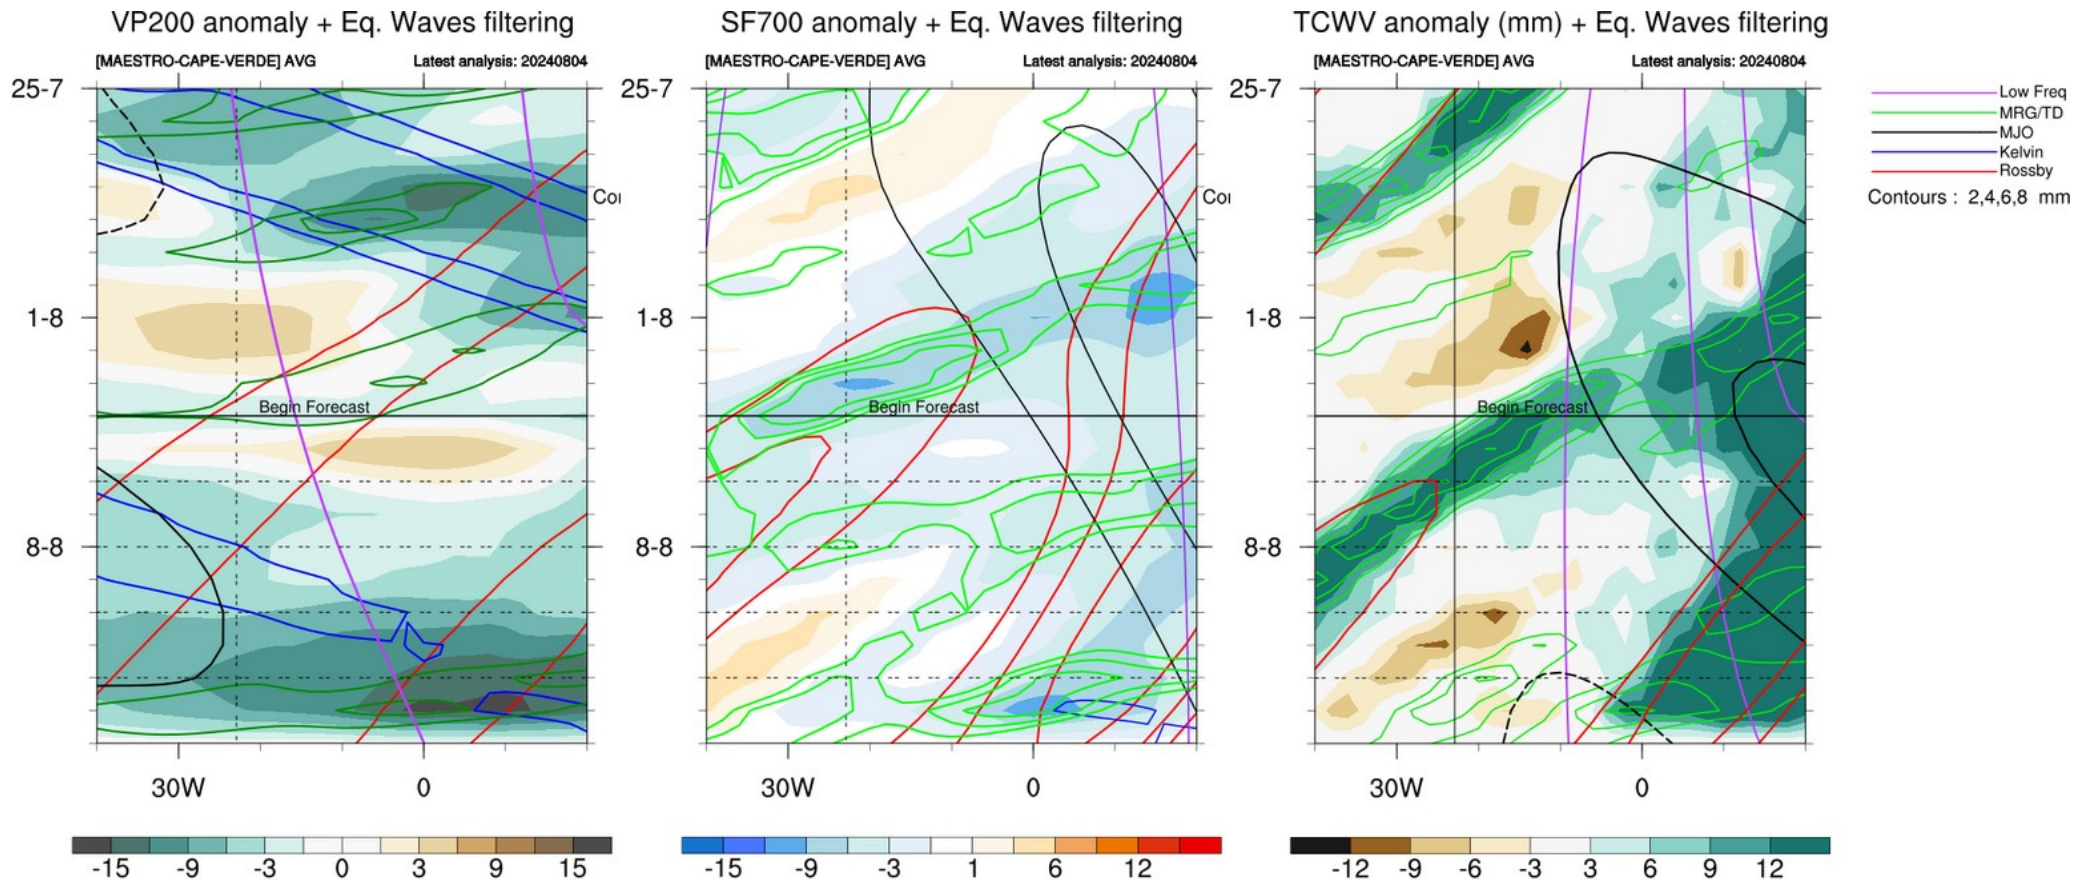 VP200 anomaly + Eq. Waves filtering
SF700 anomaly + Eq. Waves filtering
TCWV anomaly (mm) + Eq. Waves filtering
[MAESTRO-CAPE-VERDE] AVG
Latest analysis: 20240804
[MAESTRO-CAPE-VERDE] AVG
Latest analysis: 20240804
[MAESTRO-CAPE-VERDE] AVG
Latest analysis: 20240804
25-7
25-7
25-7
Low Freq
MRG/TD
MJO
Kelvin
Rossby
Contours : 2,4,6,8 mm
Coi
Coi
1-8
1-8
1-8
Begin Forecast
Begin Forecast
Begin Forecast
8-8
8-8
8-8
30W 0
30W 0
30W 0
-15 -9 -3 0 3 9 15
-15 -9 -3 1 6 12
-12 -9 -6 -3 3 6 9 12